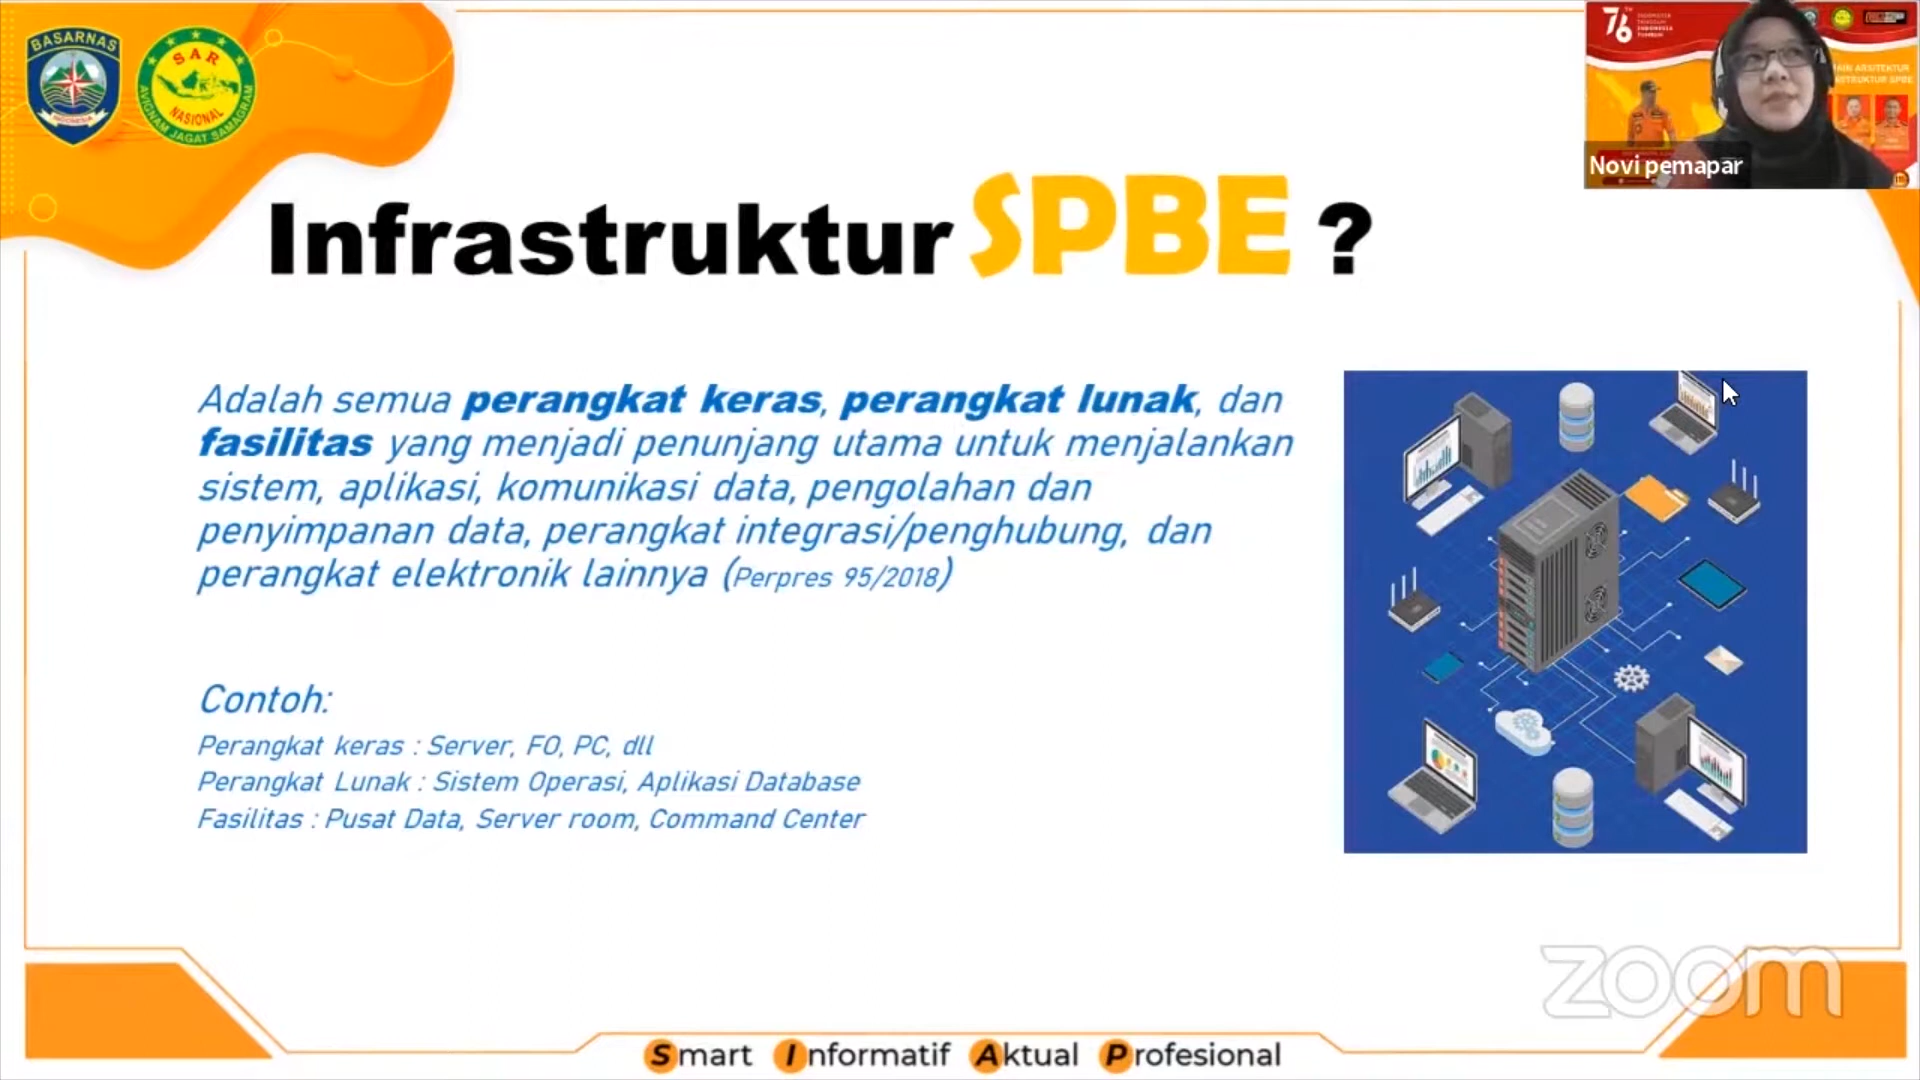 BASARNAS
INDONESIA
SAR
NASIONAL
AVIGNAM JAGAT SAMAGRAM
76
Novi pemapar
Infrastruktur SPBE ?
Adalah semua perangkat keras, perangkat lunak, dan
fasilitas yang menjadi penunjang utama untuk menjalankan
sistem, aplikasi, komunikasi data, pengolahan dan
penyimpanan data, perangkat integrasi/penghubung, dan
perangkat elektronik lainnya (Perpres 95/2018)
Contoh:
Perangkat keras : Server, FO, PC, dll
Perangkat Lunak : Sistem Operasi, Aplikasi Database
Fasilitas : Pusat Data, Server room, Command Center
zoom
Smart Informatif Aktual Profesional